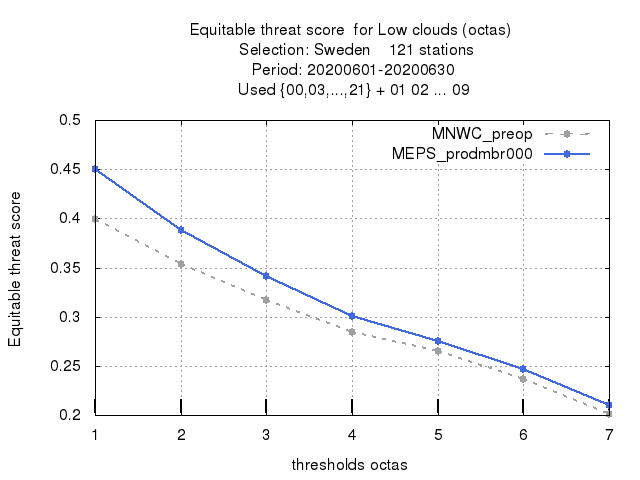 Equitable threat score  for Low clouds (octas)
Selection: Sweden    121 stations
Period: 20200601-20200630
Used {00,03,...,21} + 01 02 ... 09
MNWC_preop
MEPS_prodmbr000
Equitable threat score
0.5
0.45
0.4
0.35
0.3
0.25
0.2
1 2 3 4 5 6 7
thresholds octas